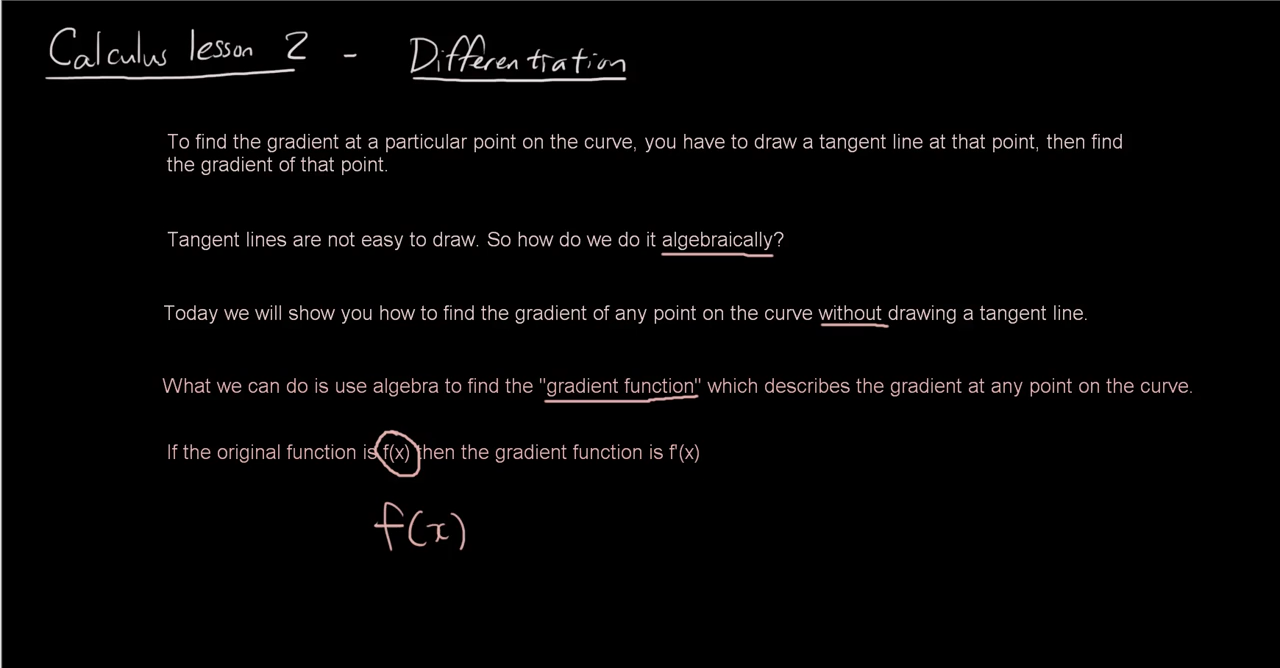 Calculus lesson 2 - Differentiation
To find the gradient at a particular point on the curve, you have to draw a tangent line at that point, then find
the gradient of that point.
Tangent lines are not easy to draw. So how do we do it algebraically?
Today we will show you how to find the gradient of any point on the curve without drawing a tangent line.
What we can do is use algebra to find the "gradient function" which describes the gradient at any point on the curve.
If the original function is f(x) then the gradient function is f'(x)
f(x)